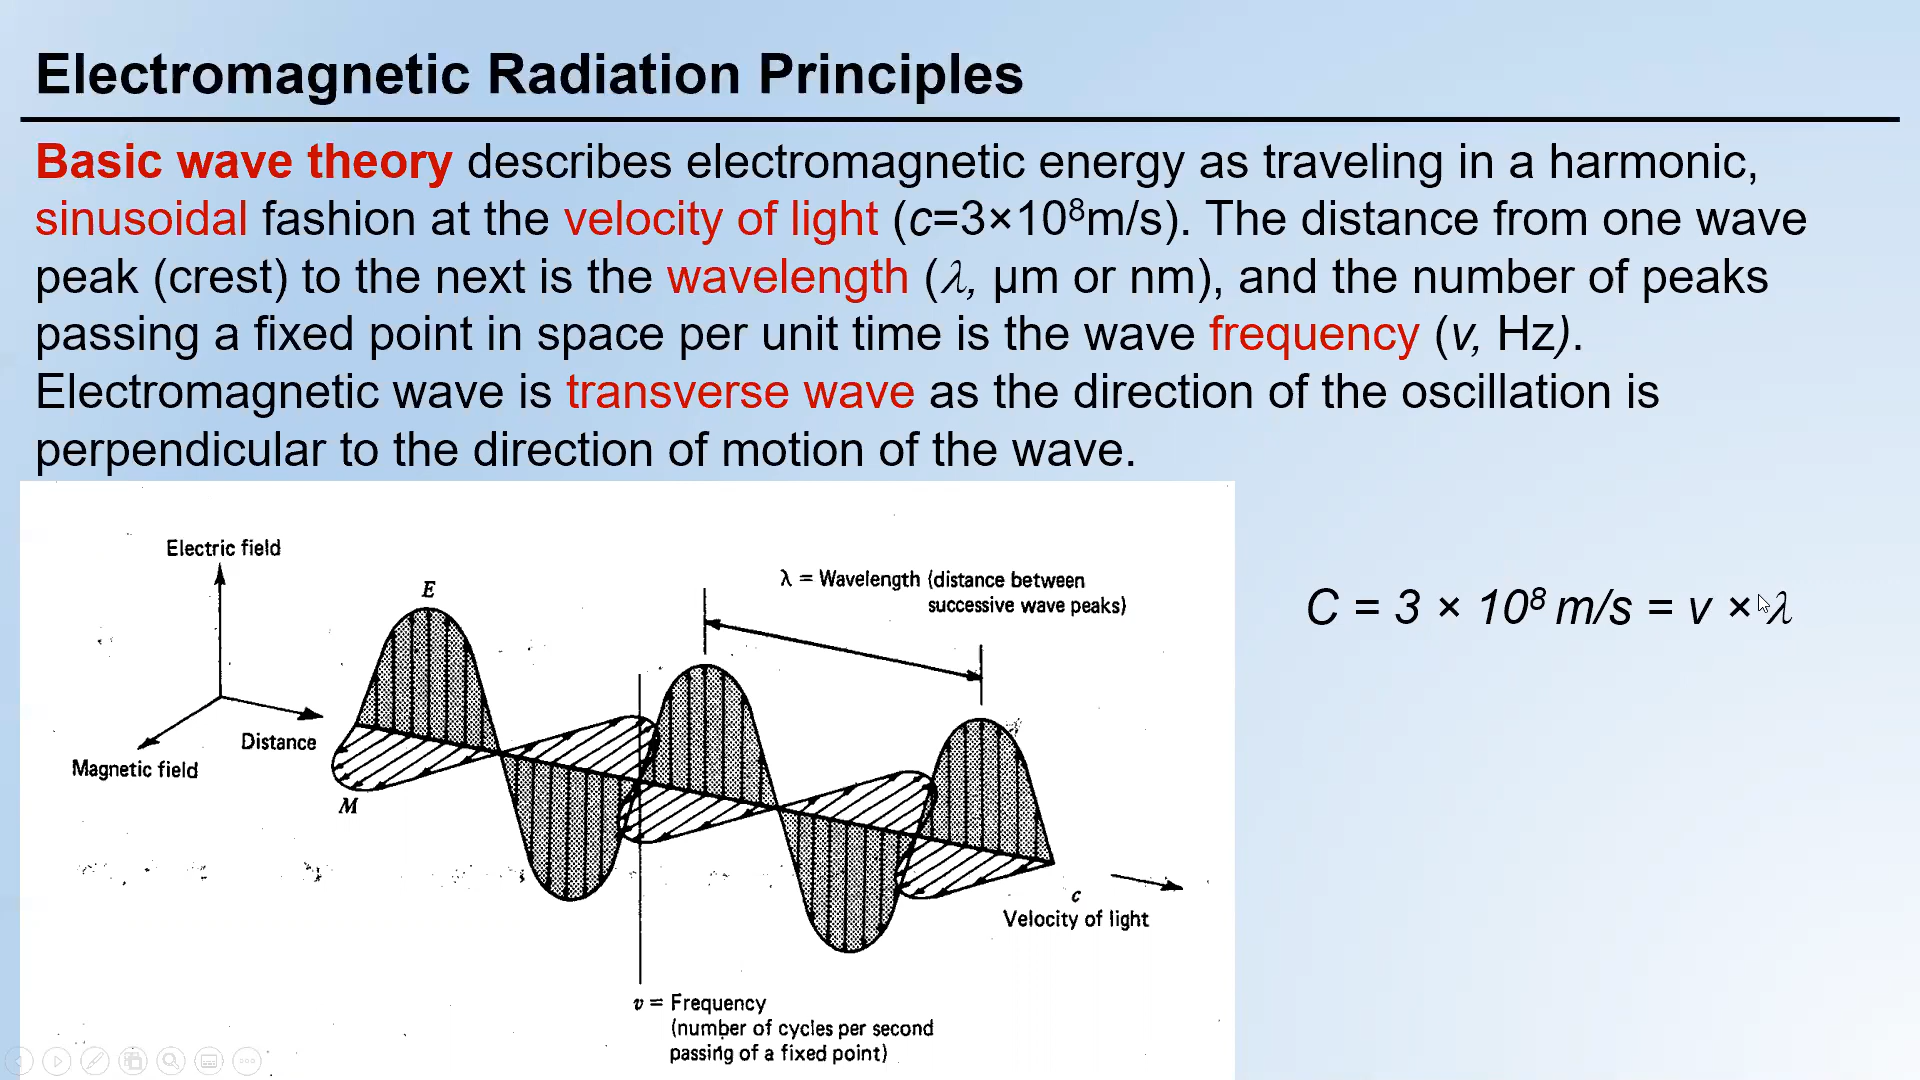 Electromagnetic Radiation Principles
Basic wave theory describes electromagnetic energy as traveling in a harmonic,
sinusoidal fashion at the velocity of light (c=3×10⁸m/s). The distance from one wave
peak (crest) to the next is the wavelength (λ, μm or nm), and the number of peaks
passing a fixed point in space per unit time is the wave frequency (v, Hz).
Electromagnetic wave is transverse wave as the direction of the oscillation is
perpendicular to the direction of motion of the wave.
Electric field
E
λ = Wavelength (distance between
successive wave peaks)
C = 3 × 10⁸ m/s = v × λ
Distance
Magnetic field
M
c
Velocity of light
v = Frequency
(number of cycles per second
passing of a fixed point)